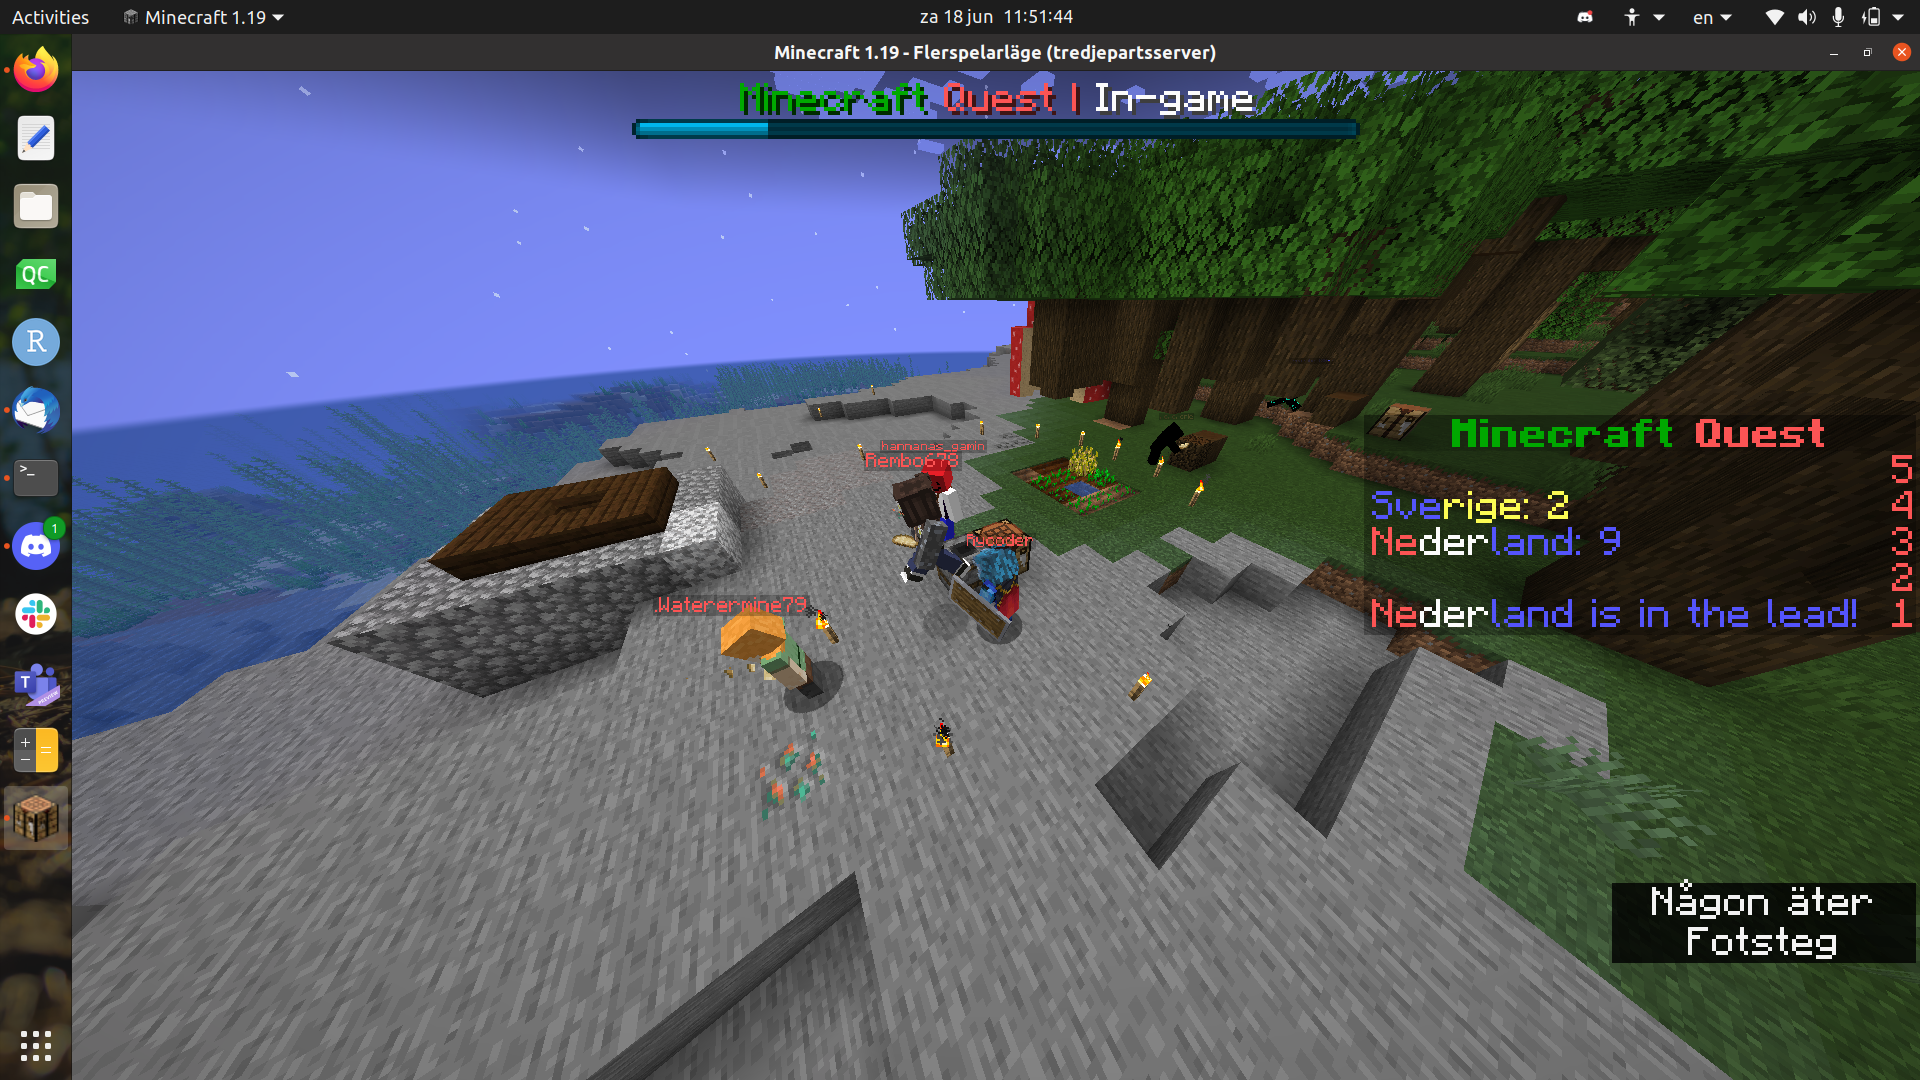 Activities
Minecraft 1.19
za 18 jun 11:51:44
en
Minecraft 1.19 - Flerspelarläge (tredjepartsserver)
Minecraft Quest | In-game
QC
R
>_
1
T
hannanas_gamin
Rembo678
Rycoder
.Waterermine79
Minecraft Quest
5
Sverige: 2 4
Nederland: 9 3
2
Nederland is in the lead! 1
Någon äter
Fotsteg